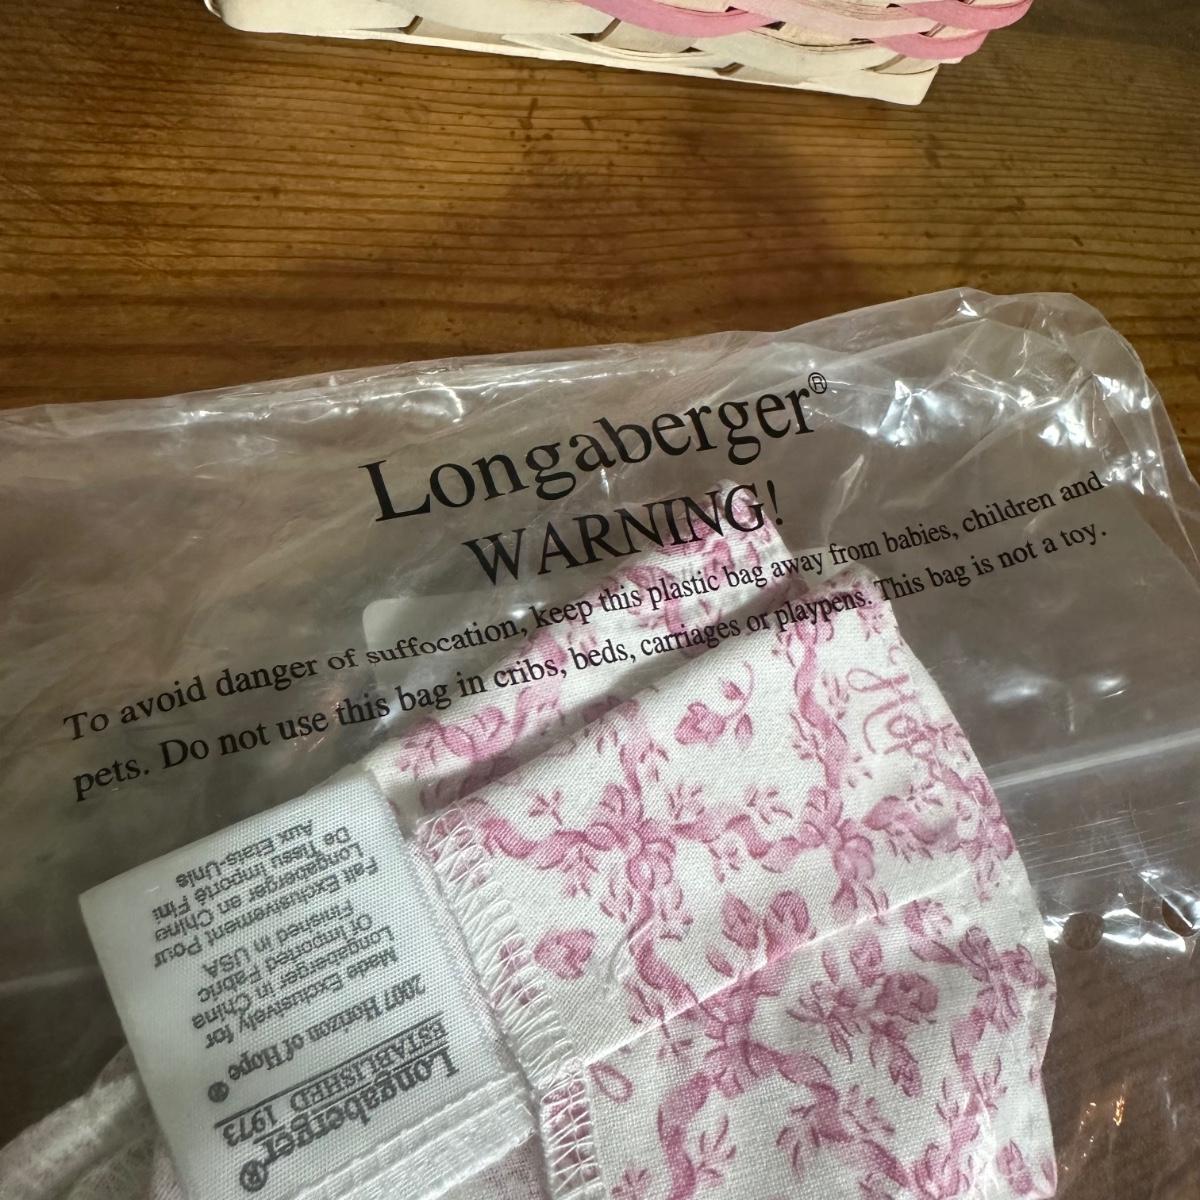 Longaberger®
WARNING!
To avoid danger of suffocation, keep this plastic bag away from babies, children and
pets. Do not use this bag in cribs, beds, carriages or playpens. This bag is not a toy.
Hope
Longaberger®
ESTABLISHED 1973
2007 Horizon of Hope®
Made Exclusively for
Longaberger in China
Of Imported Fabric
Finished in USA
Fait Exclusivement Pour
Longaberger en Chine
De Tissu Importé Fini
Aux Etats-Unis